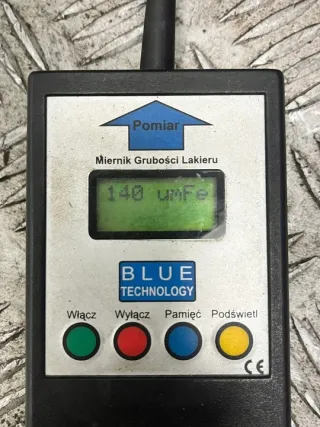 Pomiar
Miernik Grubości Lakieru
140 umFe
BLUE
TECHNOLOGY
Włącz Wyłącz Pamięć Podświetl
CE